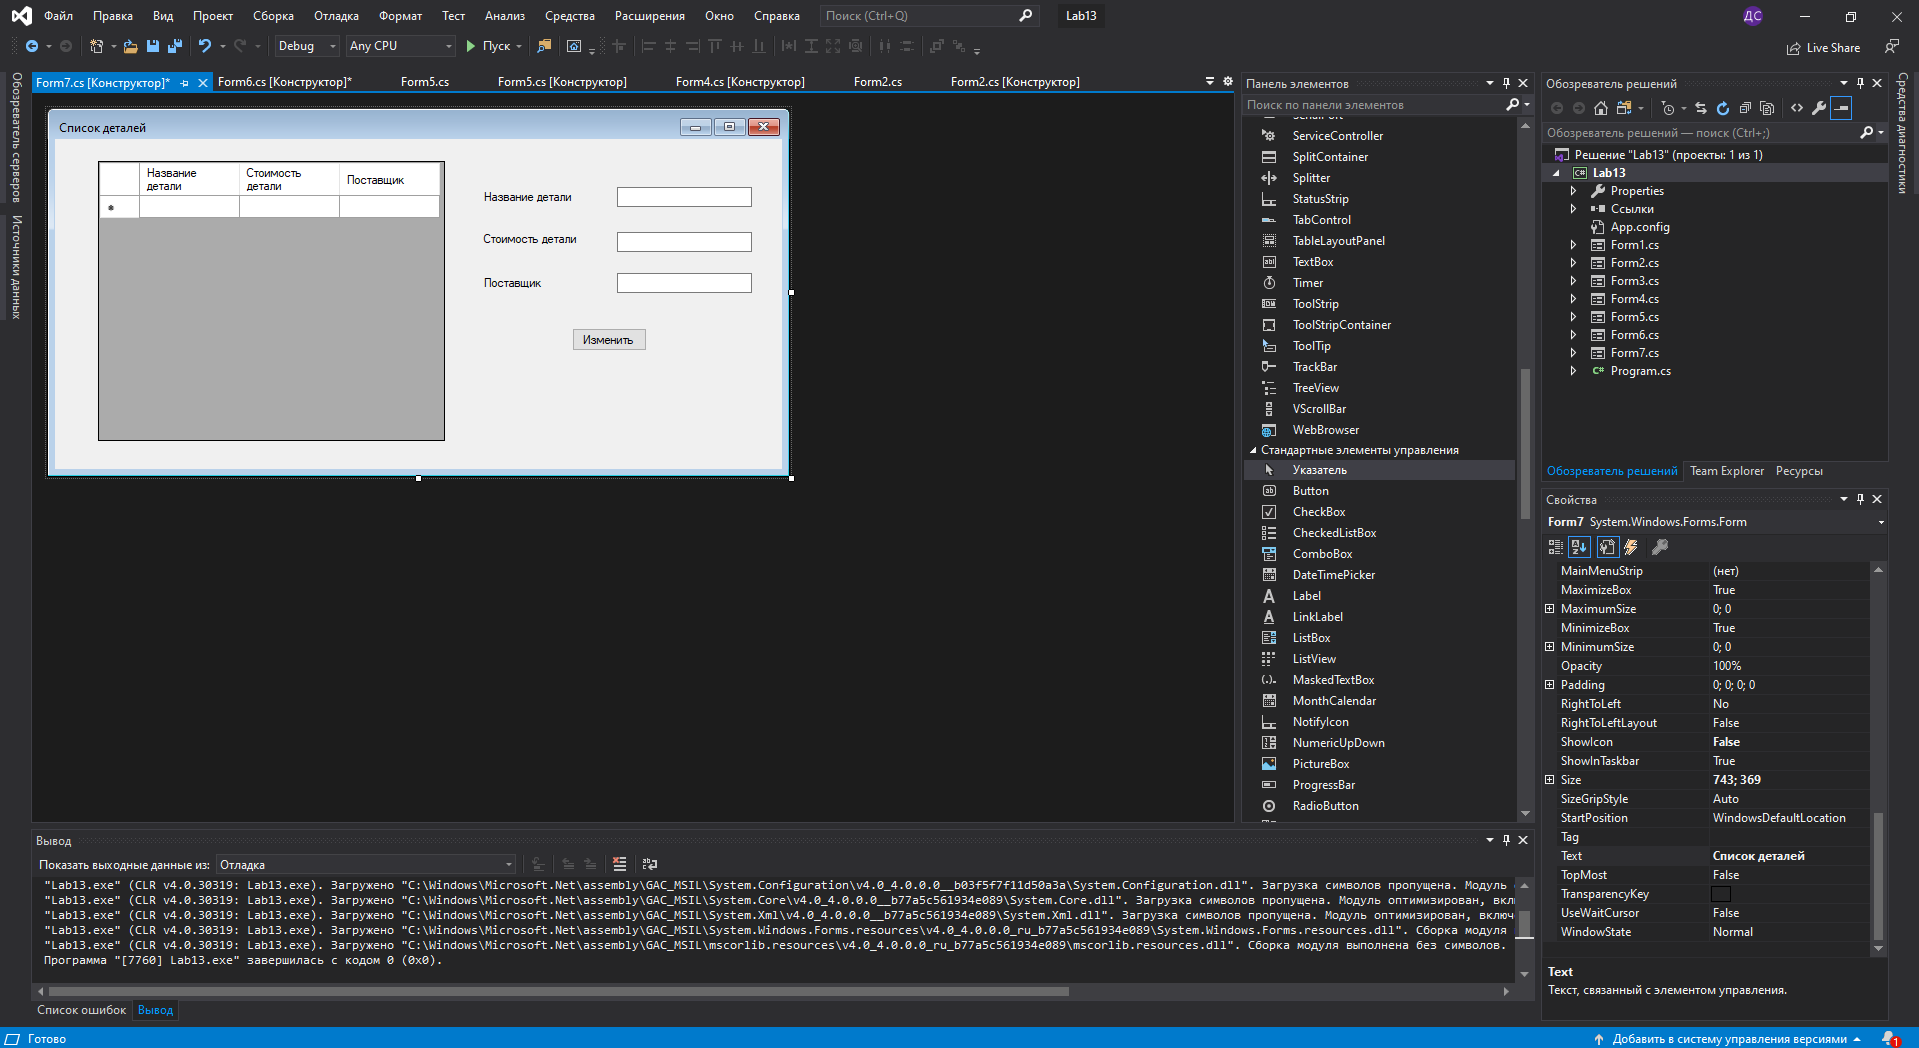 Файл Правка Вид Проект Сборка Отладка Формат Тест Анализ Средства Расширения Окно Справка Поиск (Ctrl+Q) Lab13 ДС
Debug Any CPU Пуск Live Share
Обозреватель серверов
Источники данных
Form7.cs [Конструктор]* Form6.cs [Конструктор]* Form5.cs Form5.cs [Конструктор] Form4.cs [Конструктор] Form2.cs Form2.cs [Конструктор]
Список деталей
Название детали
Стоимость детали
Поставщик
Название детали
Стоимость детали
Поставщик
Изменить
Панель элементов
Поиск по панели элементов
ServiceController
SplitContainer
Splitter
StatusStrip
TabControl
TableLayoutPanel
TextBox
Timer
ToolStrip
ToolStripContainer
ToolTip
TrackBar
TreeView
VScrollBar
WebBrowser
Стандартные элементы управления
Указатель
Button
CheckBox
CheckedListBox
ComboBox
DateTimePicker
Label
LinkLabel
ListBox
ListView
MaskedTextBox
MonthCalendar
NotifyIcon
NumericUpDown
PictureBox
ProgressBar
RadioButton
Обозреватель решений
Обозреватель решений — поиск (Ctrl+;)
Решение "Lab13" (проекты: 1 из 1)
Lab13
Properties
Ссылки
App.config
Form1.cs
Form2.cs
Form3.cs
Form4.cs
Form5.cs
Form6.cs
Form7.cs
C# Program.cs
Обозреватель решений Team Explorer Ресурсы
Средства диагностики
Свойства
Form7 System.Windows.Forms.Form
MainMenuStrip (нет)
MaximizeBox True
MaximumSize 0; 0
MinimizeBox True
MinimumSize 0; 0
Opacity 100%
Padding 0; 0; 0; 0
RightToLeft No
RightToLeftLayout False
ShowIcon False
ShowInTaskbar True
Size 743; 369
SizeGripStyle Auto
StartPosition WindowsDefaultLocation
Tag
Text Список деталей
TopMost False
TransparencyKey
UseWaitCursor False
WindowState Normal
Text
Текст, связанный с элементом управления.
Вывод
Показать выходные данные из: Отладка
"Lab13.exe" (CLR v4.0.30319: Lab13.exe). Загружено "C:\Windows\Microsoft.Net\assembly\GAC_MSIL\System.Configuration\v4.0_4.0.0.0__b03f5f7f11d50a3a\System.Configuration.dll". Загрузка символов пропущена. Модуль
"Lab13.exe" (CLR v4.0.30319: Lab13.exe). Загружено "C:\Windows\Microsoft.Net\assembly\GAC_MSIL\System.Core\v4.0_4.0.0.0__b77a5c561934e089\System.Core.dll". Загрузка символов пропущена. Модуль оптимизирован, вкл
"Lab13.exe" (CLR v4.0.30319: Lab13.exe). Загружено "C:\Windows\Microsoft.Net\assembly\GAC_MSIL\System.Xml\v4.0_4.0.0.0__b77a5c561934e089\System.Xml.dll". Загрузка символов пропущена. Модуль оптимизирован, включ
"Lab13.exe" (CLR v4.0.30319: Lab13.exe). Загружено "C:\Windows\Microsoft.Net\assembly\GAC_MSIL\System.Windows.Forms.resources\v4.0_4.0.0.0_ru_b77a5c561934e089\System.Windows.Forms.resources.dll". Сборка модуля
"Lab13.exe" (CLR v4.0.30319: Lab13.exe). Загружено "C:\Windows\Microsoft.Net\assembly\GAC_MSIL\mscorlib.resources\v4.0_4.0.0.0_ru_b77a5c561934e089\mscorlib.resources.dll". Сборка модуля выполнена без символов.
Программа "[7760] Lab13.exe" завершилась с кодом 0 (0x0).
Список ошибок Вывод
Готово Добавить в систему управления версиями 1